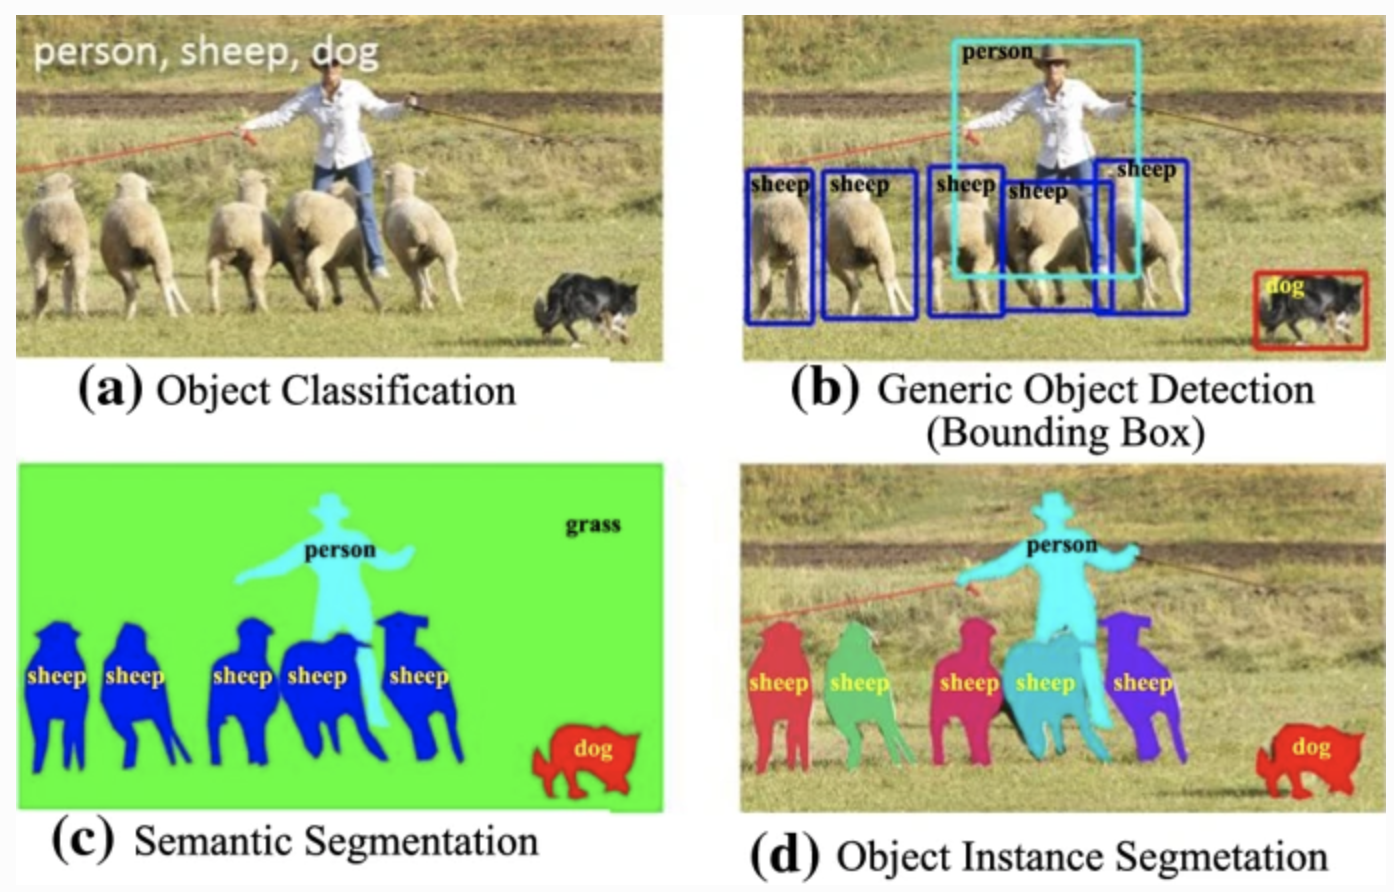 person, sheep, dog
(a) Object Classification
person
sheep
sheep
sheep
sheep
sheep
dog
(b) Generic Object Detection
(Bounding Box)
grass
person
sheep
sheep
sheep
sheep
sheep
dog
(c) Semantic Segmentation
person
sheep
sheep
sheep
sheep
sheep
dog
(d) Object Instance Segmetation